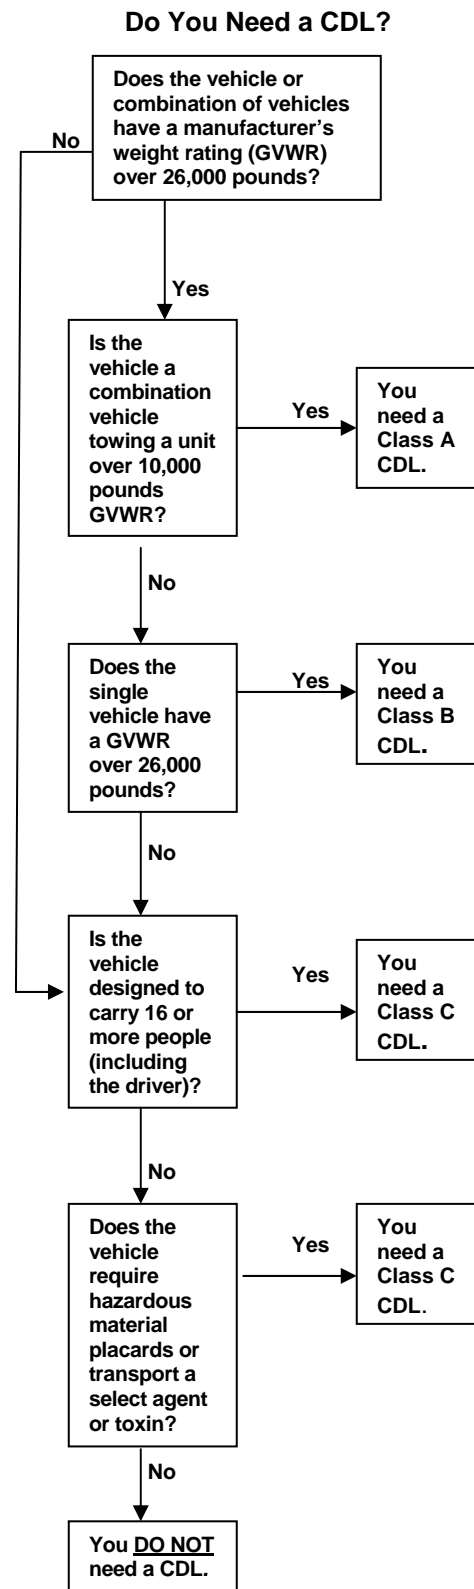 Do You Need a CDL?
Does the vehicle or
combination of vehicles
have a manufacturer's
weight rating (GVWR)
over 26,000 pounds?
No
Yes
Is the
vehicle a
combination
vehicle
towing a unit
over 10,000
pounds
GVWR?
Yes
You
need a
Class A
CDL.
No
Does the
single
vehicle have
a GVWR
over 26,000
pounds?
Yes
You
need a
Class B
CDL.
No
Is the
vehicle
designed to
carry 16 or
more people
(including
the driver)?
Yes
You
need a
Class C
CDL.
No
Does the
vehicle
require
hazardous
material
placards or
transport a
select agent
or toxin?
Yes
You
need a
Class C
CDL.
No
You DO NOT
need a CDL.